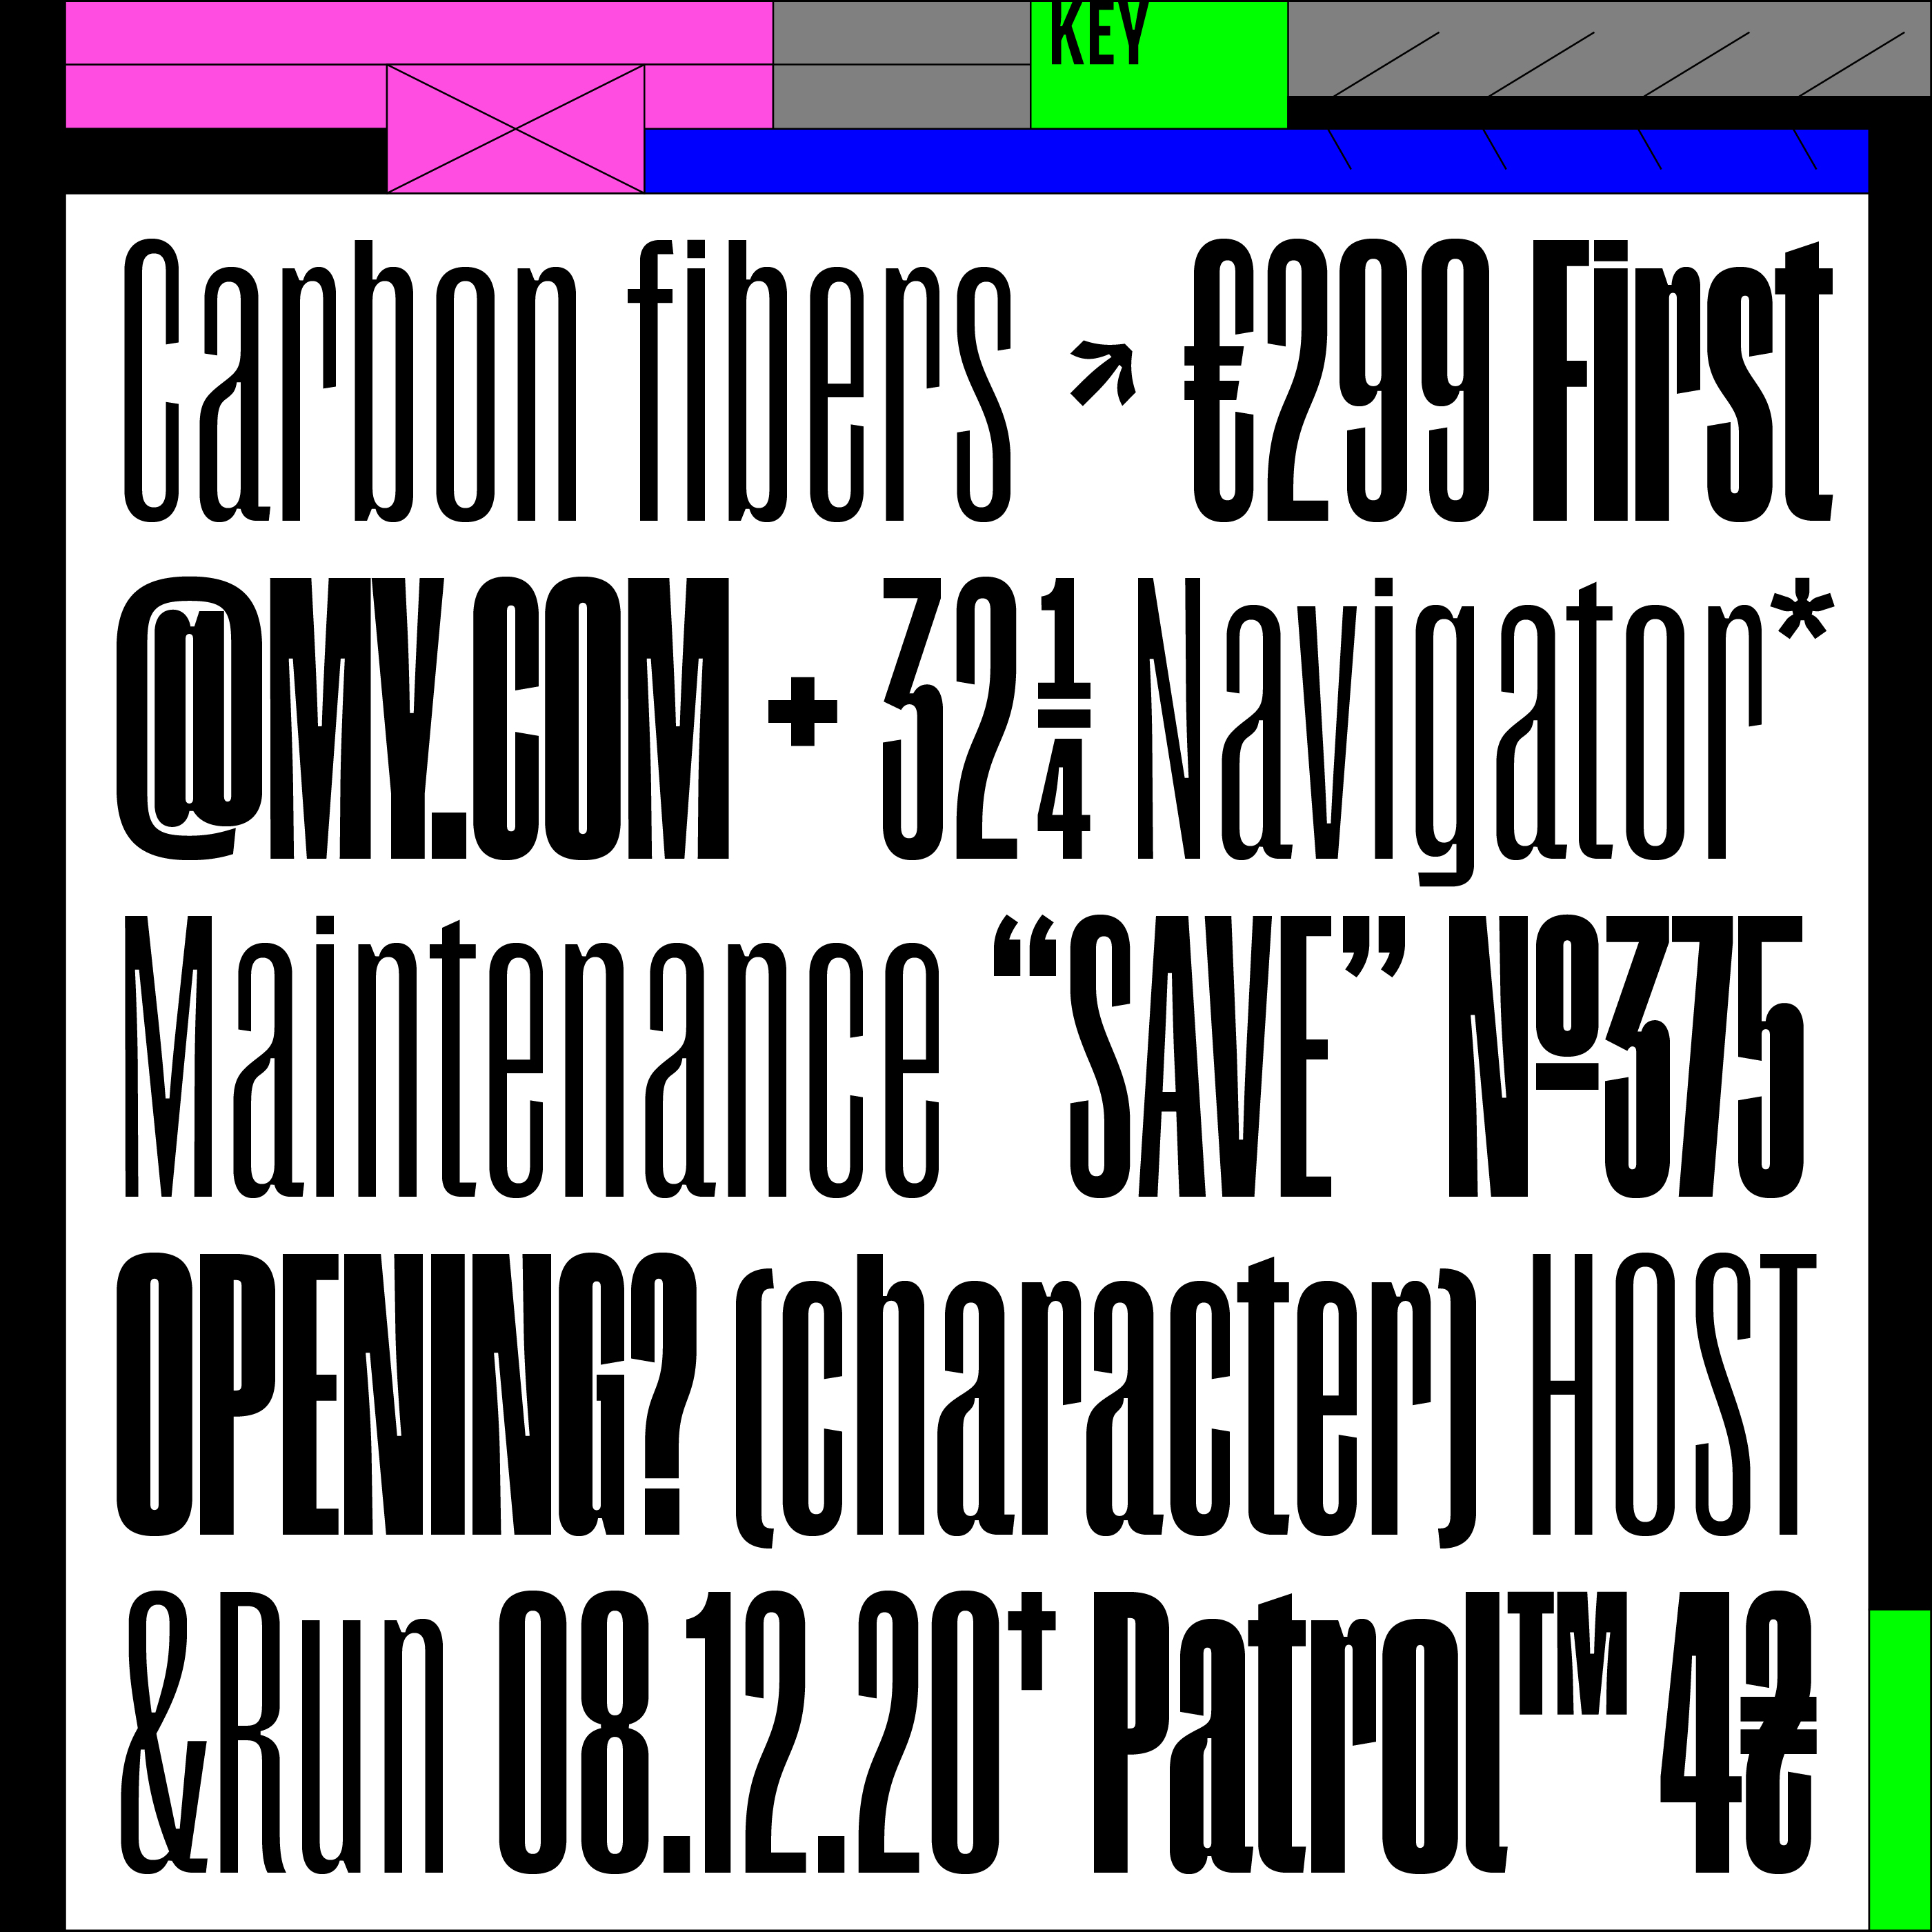 KEY
Carbon fibers ↗ €299 First
@MY.COM + 32¼ Navigator*
Maintenance “SAVE” №375
OPENING? (character) HOST
&Run 08.12.20† Patrol™ 4₴